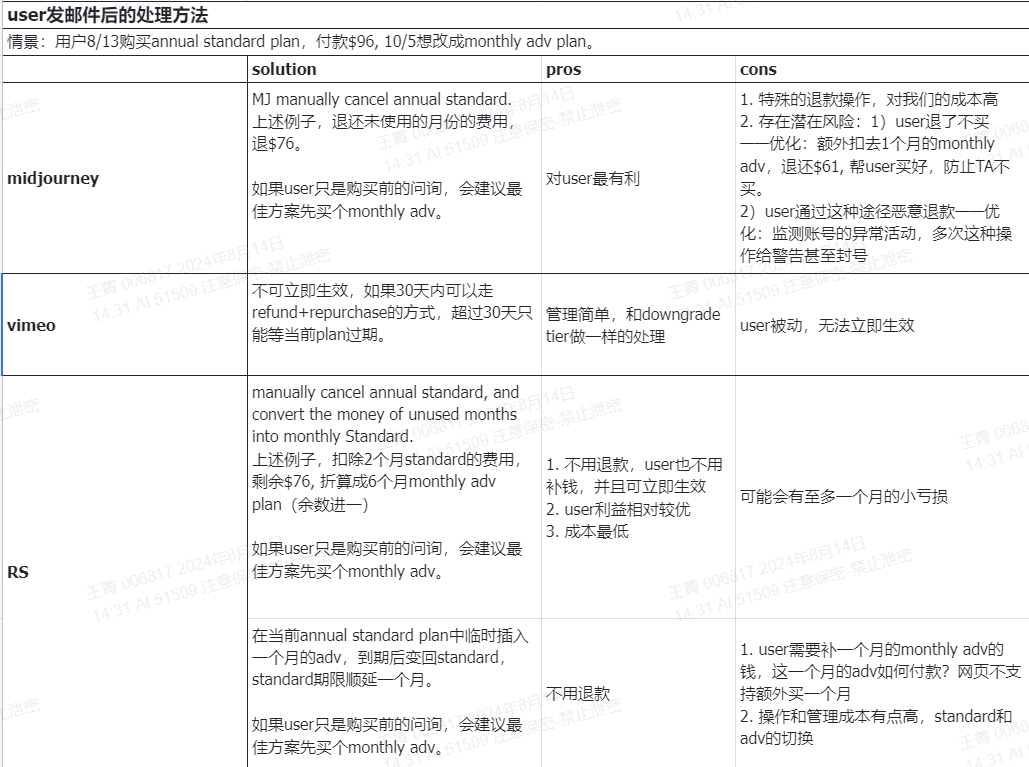 user发邮件后的处理方法
情景：用户8/13购买annual standard plan，付款$96, 10/5想改成monthly adv plan。
solution
pros
cons
midjourney
MJ manually cancel annual standard.
上述例子，退还未使用的月份的费用，
退$76。
如果user只是购买前的问询，会建议最
佳方案先买个monthly adv。
对user最有利
1. 特殊的退款操作，对我们的成本高
2. 存在潜在风险：1）user退了不买
——优化：额外扣去1个月的monthly
adv，退还$61, 帮user买好，防止TA不
买。
2）user通过这种途径恶意退款——优
化：监测账号的异常活动，多次这种操
作给警告甚至封号
vimeo
不可立即生效，如果30天内可以走
refund+repurchase的方式，超过30天只
能等当前plan过期。
管理简单，和downgrade
tier做一样的处理
user被动，无法立即生效
RS
manually cancel annual standard, and
convert the money of unused months
into monthly Standard.
上述例子，扣除2个月standard的费用，
剩余$76, 折算成6个月monthly adv
plan（余数进一）
如果user只是购买前的问询，会建议最
佳方案先买个monthly adv。
1. 不用退款，user也不用
补钱，并且可立即生效
2. user利益相对较优
3. 成本最低
可能会有至多一个月的小亏损
在当前annual standard plan中临时插入
一个月的adv，到期后变回standard，
standard期限顺延一个月。
如果user只是购买前的问询，会建议最
佳方案先买个monthly adv。
不用退款
1. user需要补一个月的monthly adv的
钱，这一个月的adv如何付款？网页不支
持额外买一个月
2. 操作和管理成本有点高，standard和
adv的切换
王菁 006817 2024年8月14日
14:31 AI 51509 注意保密-禁止泄密